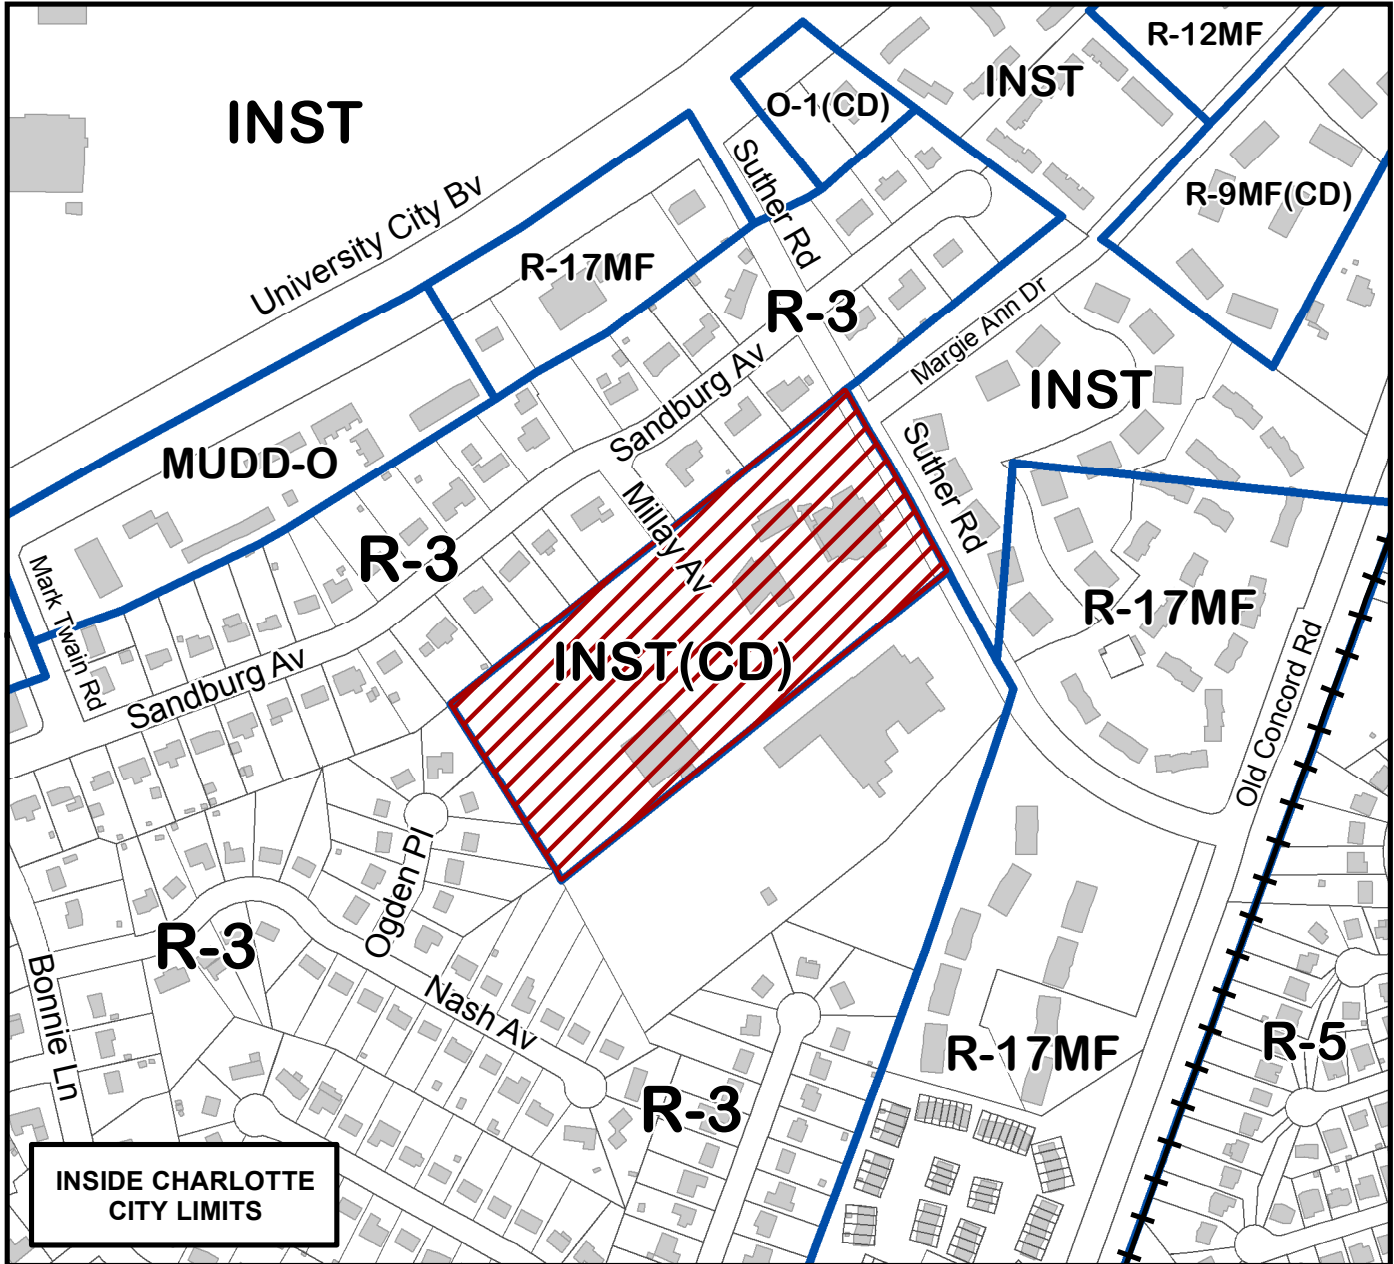 R-12MF
INST
O-1(CD)
INST
Suther Rd
R-9MF(CD)
University City Bv
R-17MF
R-3
Margie Ann Dr
INST
Sandburg Av
MUDD-O
Suther Rd
Millay Av
R-3
Mark Twain Rd
R-17MF
INST(CD)
Sandburg Av
Old Concord Rd
Ogden Pl
R-3
Bonnie Ln
Nash Av
R-17MF
R-5
R-3
INSIDE CHARLOTTE
CITY LIMITS